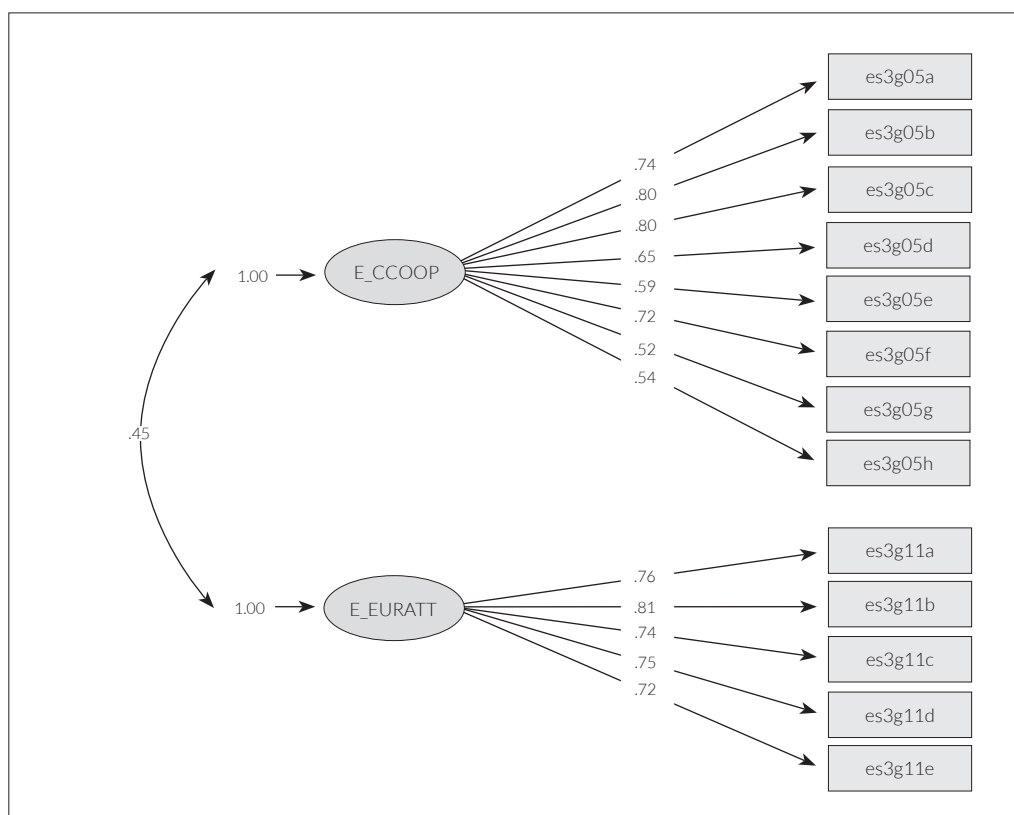 es3g05a
es3g05b
es3g05c
es3g05d
es3g05e
es3g05f
es3g05g
es3g05h
.74
.80
.80
.65
.59
.72
.52
.54
1.00
E_CCOOP
.45
es3g11a
es3g11b
es3g11c
es3g11d
es3g11e
.76
.81
.74
.75
.72
1.00
E_EURATT